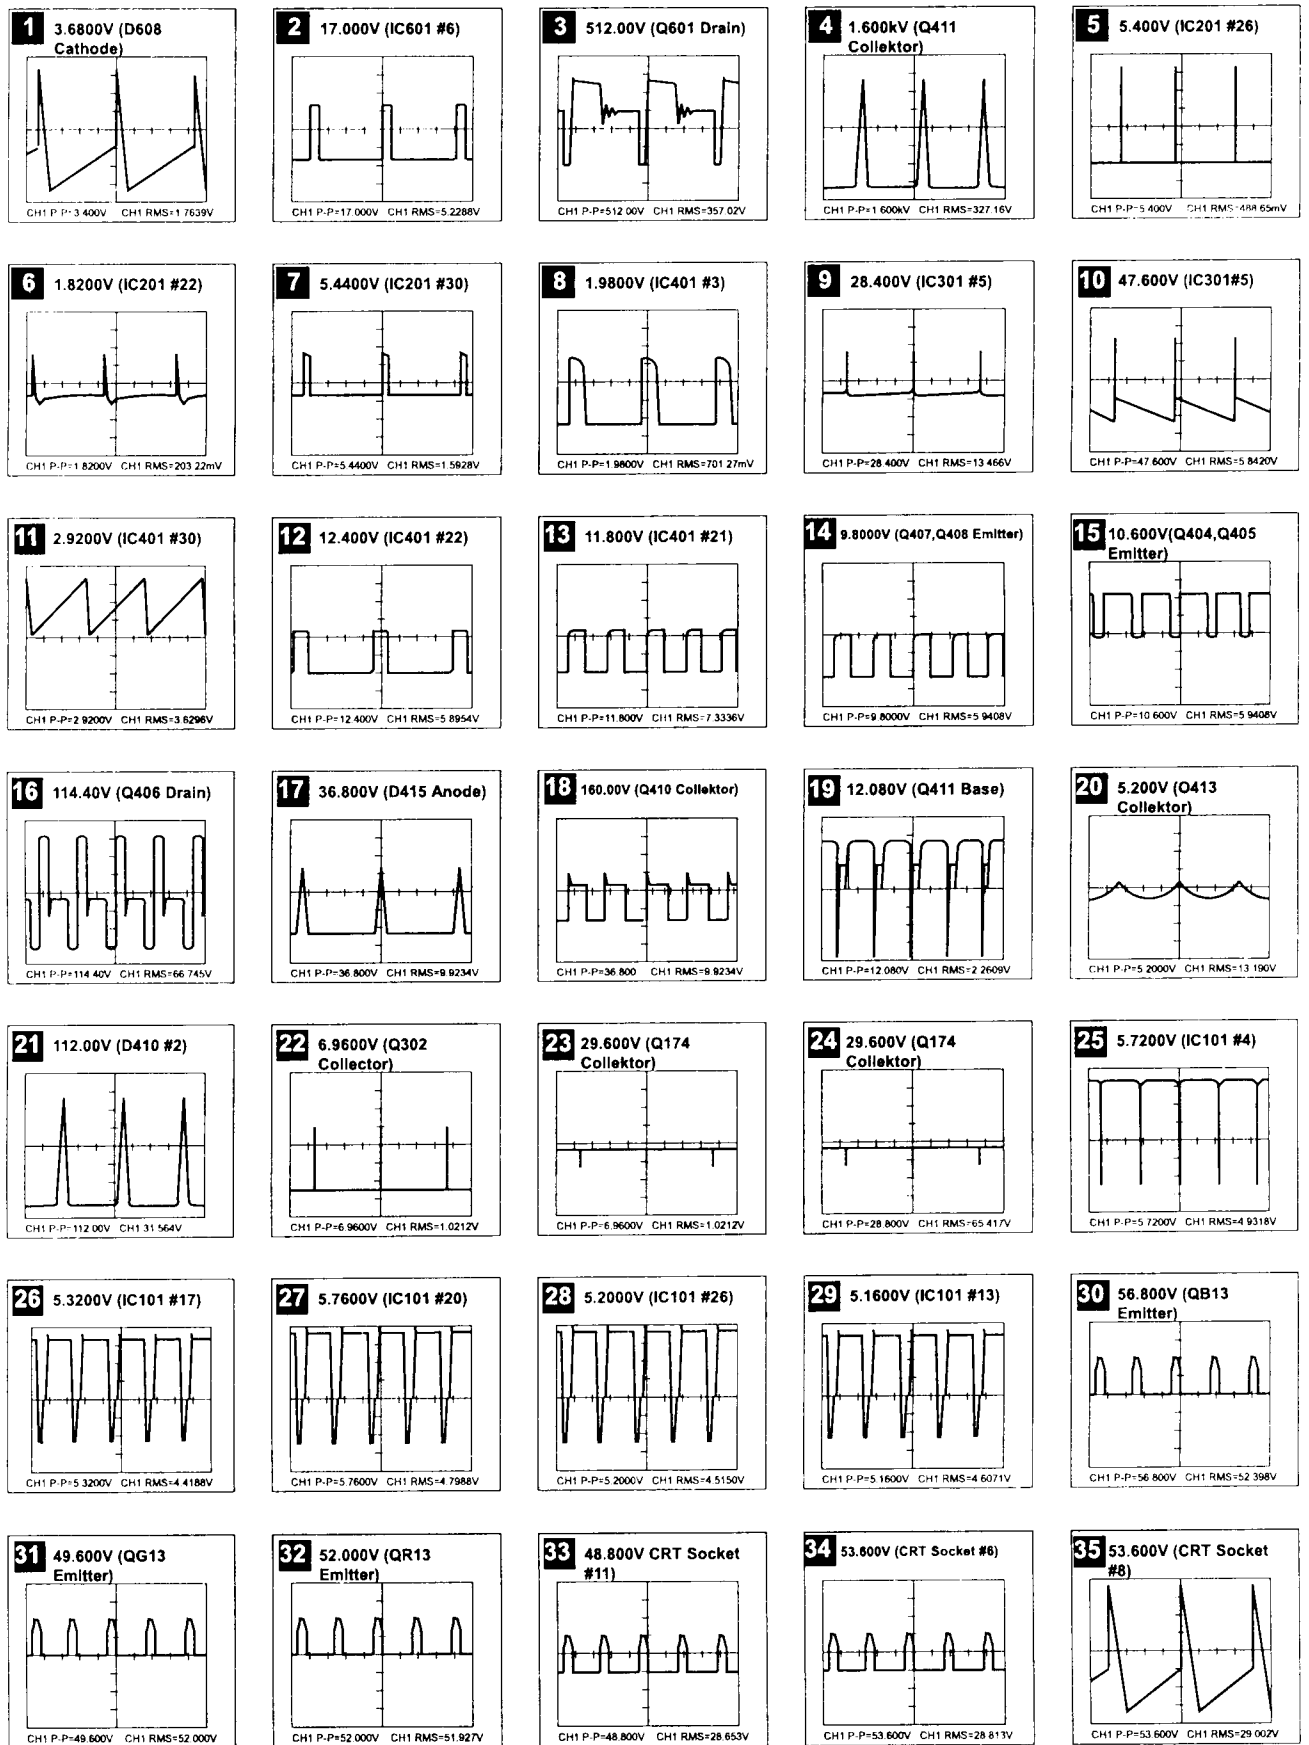 1 3.6800V (D608
Cathode)
CH1 P-P=3.400V CH1 RMS=1.7639V
2 17.000V (IC601 #6)
CH1 P-P=17.000V CH1 RMS=5.2288V
3 512.00V (Q601 Drain)
CH1 P-P=512.00V CH1 RMS=357.02V
4 1.600kV (Q411
Collektor)
CH1 P-P=1.600kV CH1 RMS=327.16V
5 5.400V (IC201 #26)
CH1 P-P=5.400V CH1 RMS=488.65mV
6 1.8200V (IC201 #22)
CH1 P-P=1.8200V CH1 RMS=203.22mV
7 5.4400V (IC201 #30)
CH1 P-P=5.4400V CH1 RMS=1.5928V
8 1.9800V (IC401 #3)
CH1 P-P=1.9800V CH1 RMS=701.27mV
9 28.400V (IC301 #5)
CH1 P-P=28.400V CH1 RMS=13.466V
10 47.600V (IC301#5)
CH1 P-P=47.600V CH1 RMS=5.8420V
11 2.9200V (IC401 #30)
CH1 P-P=2.9200V CH1 RMS=3.6296V
12 12.400V (IC401 #22)
CH1 P-P=12.400V CH1 RMS=5.8954V
13 11.800V (IC401 #21)
CH1 P-P=11.800V CH1 RMS=7.3336V
14 9.8000V (Q407,Q408 Emitter)
CH1 P-P=9.8000V CH1 RMS=5.9408V
15 10.600V(Q404,Q405
Emitter)
CH1 P-P=10.600V CH1 RMS=5.9408V
16 114.40V (Q406 Drain)
CH1 P-P=114.40V CH1 RMS=66.745V
17 36.800V (D415 Anode)
CH1 P-P=36.800V CH1 RMS=9.9234V
18 160.00V (Q410 Collektor)
CH1 P-P=36.800 CH1 RMS=9.9234V
19 12.080V (Q411 Base)
CH1 P-P=12.080V CH1 RMS=2.2609V
20 5.200V (O413
Collektor)
CH1 P-P=5.2000V CH1 RMS=13.190V
21 112.00V (D410 #2)
CH1 P-P=112.00V CH1 31.564V
22 6.9600V (Q302
Collector)
CH1 P-P=6.9600V CH1 RMS=1.0212V
23 29.600V (Q174
Collektor)
CH1 P-P=6.9600V CH1 RMS=1.0212V
24 29.600V (Q174
Collektor)
CH1 P-P=28.800V CH1 RMS=65.417V
25 5.7200V (IC101 #4)
CH1 P-P=5.7200V CH1 RMS=4.9318V
26 5.3200V (IC101 #17)
CH1 P-P=5.3200V CH1 RMS=4.4188V
27 5.7600V (IC101 #20)
CH1 P-P=5.7600V CH1 RMS=4.7988V
28 5.2000V (IC101 #26)
CH1 P-P=5.2000V CH1 RMS=4.5150V
29 5.1600V (IC101 #13)
CH1 P-P=5.1600V CH1 RMS=4.6071V
30 56.800V (QB13
Emitter)
CH1 P-P=56.800V CH1 RMS=52.398V
31 49.600V (QG13
Emitter)
CH1 P-P=49.600V CH1 RMS=52.000V
32 52.000V (QR13
Emitter)
CH1 P-P=52.000V CH1 RMS=51.927V
33 48.800V CRT Socket
#11)
CH1 P-P=48.800V CH1 RMS=28.653V
34 53.600V (CRT Socket #6)
CH1 P-P=53.600V CH1 RMS=28.813V
35 53.600V (CRT Socket
#8)
CH1 P-P=53.600V CH1 RMS=29.002V